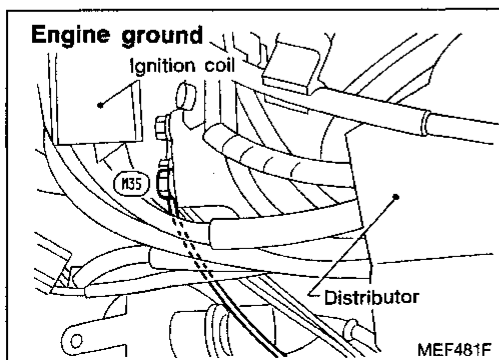 Engine ground
Ignition coil
M35
Distributor
MEF481F